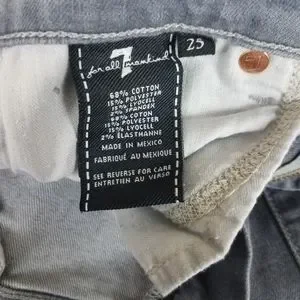 7
for all mankind
25
68% COTTON
15% POLYESTER
15% LYOCELL
2% SPANDEX
68% COTON
15% POLYESTER
15% LYOCELL
2% ELASTHANNE
MADE IN MEXICO
FABRIQUÉ AU MEXIQUE
SEE REVERSE FOR CARE
ENTRETIEN AU VERSO